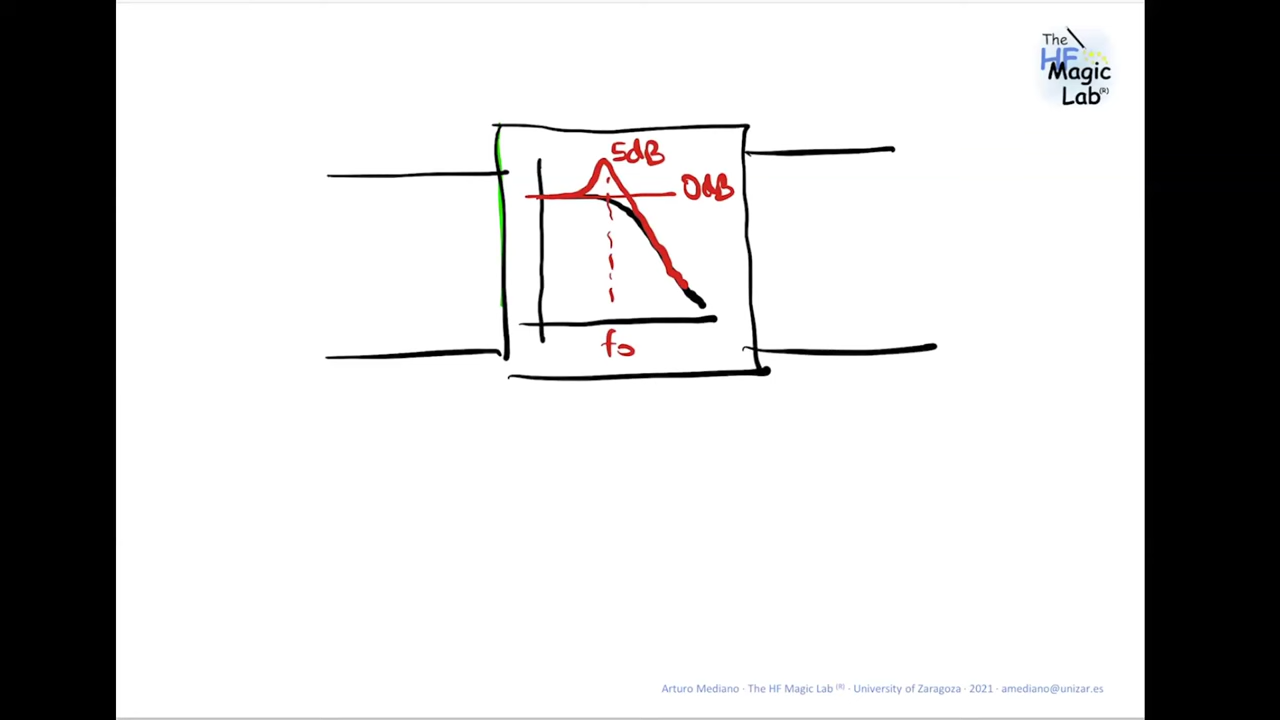 The
HF
Magic
Lab(R)
5dB
0dB
fo
Arturo Mediano · The HF Magic Lab (R) · University of Zaragoza · 2021 · amediano@unizar.es